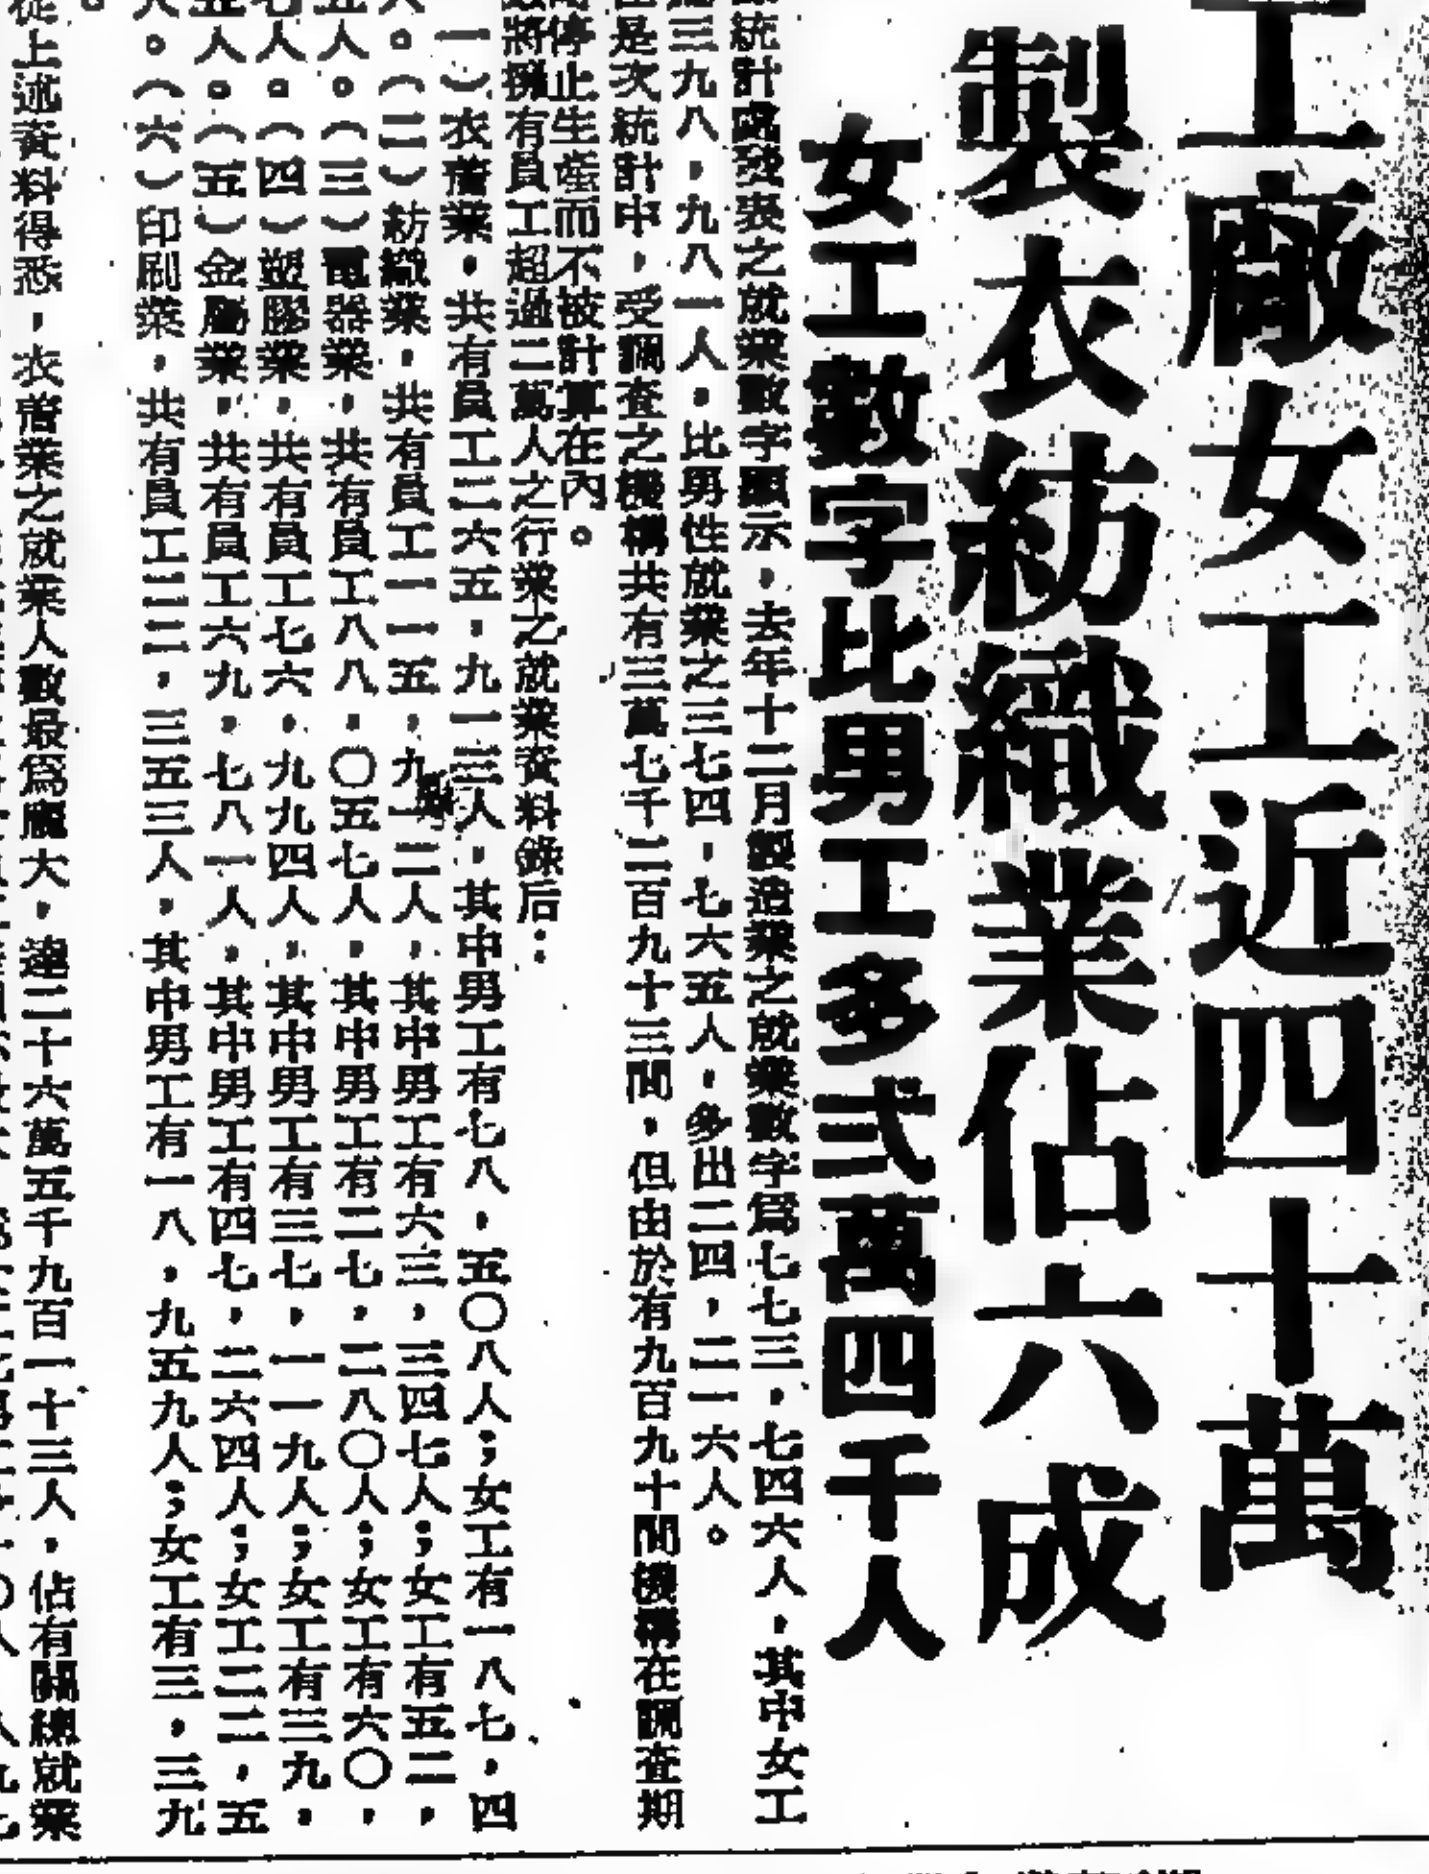 工廠女工近四十萬
製衣紡織業佔六成
女工數字比男工多弍萬四千人
統計處發表之就業數字顯示，去年十二月製造業之就業數字爲七七三，七四六人，其中女工
三九八，九八一人，比男性就業之三七四，七六五人，多出二四，二一六人。
是次統計中，受調查之機構共有三萬七千二百九十三間，但由於有九百九十間機構在調查期
停止生產而不被計算在內。
將擁有員工超過二萬人之行業之就業資料錄后：
一）衣着業，共有員工二六五，九一三人，其中男工有七八，五〇八人；女工有一八七，四
。（二）紡織業，共有員工一一五，九一二人，其中男工有六三，三四七人；女工有五二，
五人。（三）電器業，共有員工八八，〇五七人，其中男工有二七，二八〇人；女工有六〇，
七人。（四）塑膠業，共有員工七六，九九四人，其中男工有三七，一一九人；女工有三九，
五人。（五）金屬業，共有員工六九，七八一人，其中男工有四七，二六四人；女工二二，五
人。（六）印刷業，共有員工二二，三五三人，其中男工有一八，九五九人；女工有三，三九
。
從上述資料得悉，衣着業之就業人數最爲龐大，達二十六萬五千九百一十三人，佔有關總就業